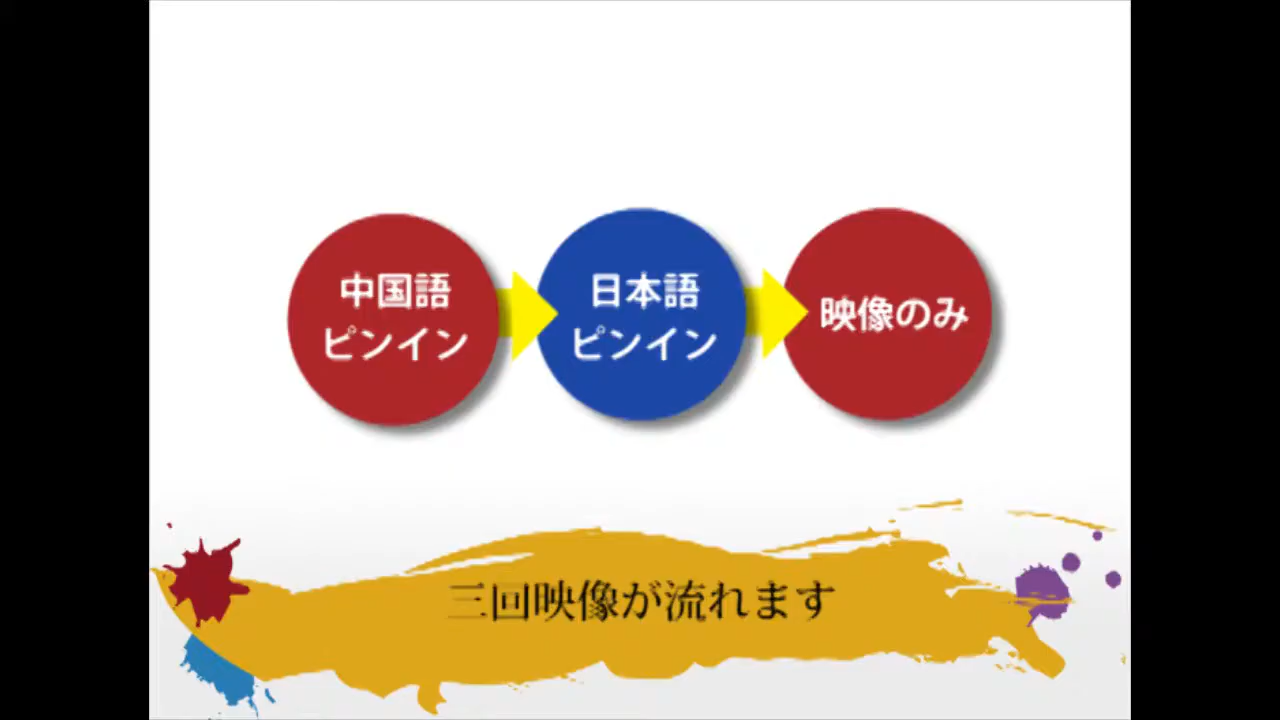 中国語
ピンイン
日本語
ピンイン
映像のみ
三回映像が流れます